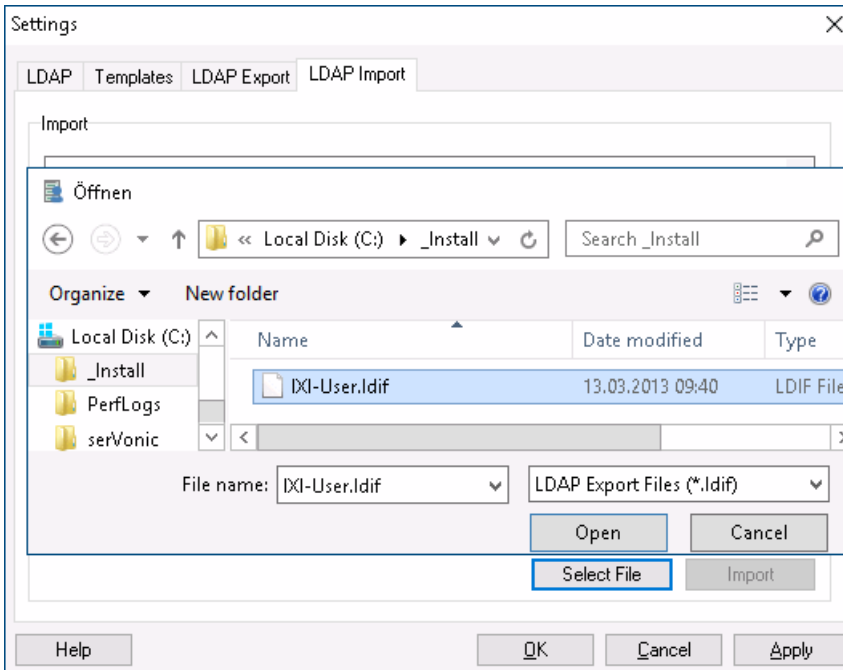 Settings
LDAP Templates LDAP Export LDAP Import
Import
Öffnen
« Local Disk (C:) _Install Search _Install
Organize New folder
Local Disk (C:) Name Date modified Type
_Install
IXI-User.ldif 13.03.2013 09:40 LDIF File
PerfLogs
serVonic
File name: IXI-User.ldif LDAP Export Files (*.ldif)
Open Cancel
Select File Import
Help OK Cancel Apply